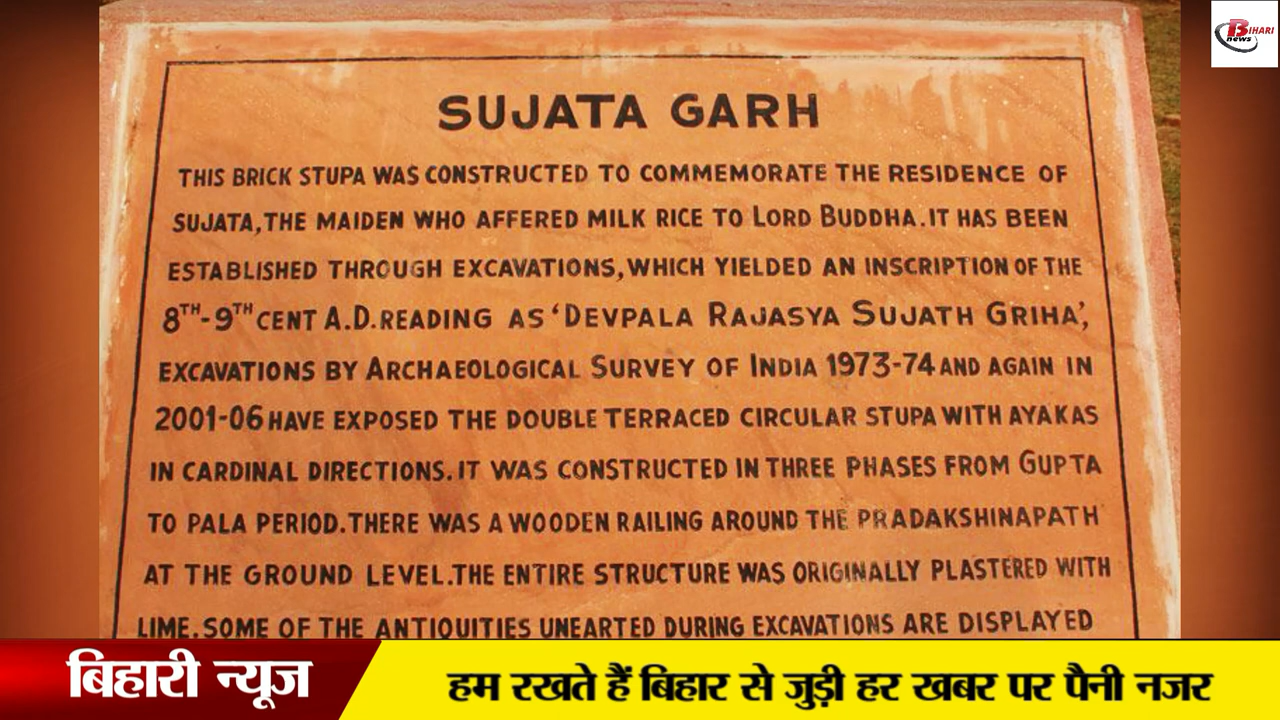 BIHARI
news
SUJATA GARH
THIS BRICK STUPA WAS CONSTRUCTED TO COMMEMORATE THE RESIDENCE OF
SUJATA, THE MAIDEN WHO AFFERED MILK RICE TO LORD BUDDHA. IT HAS BEEN
ESTABLISHED THROUGH EXCAVATIONS, WHICH YIELDED AN INSCRIPTION OF THE
8TH-9TH CENT A.D. READING AS 'DEVPALA RAJASYA SUJATH GRIHA',
EXCAVATIONS BY ARCHAEOLOGICAL SURVEY OF INDIA 1973-74 AND AGAIN IN
2001-06 HAVE EXPOSED THE DOUBLE TERRACED CIRCULAR STUPA WITH AYAKAS
IN CARDINAL DIRECTIONS. IT WAS CONSTRUCTED IN THREE PHASES FROM GUPTA
TO PALA PERIOD. THERE WAS A WOODEN RAILING AROUND THE PRADAKSHINAPATH
AT THE GROUND LEVEL. THE ENTIRE STRUCTURE WAS ORIGINALLY PLASTERED WITH
LIME. SOME OF THE ANTIQUITIES UNEARTED DURING EXCAVATIONS ARE DISPLAYED
बिहारी न्यूज
हम रखते हैं बिहार से जुड़ी हर खबर पर पैनी नजर